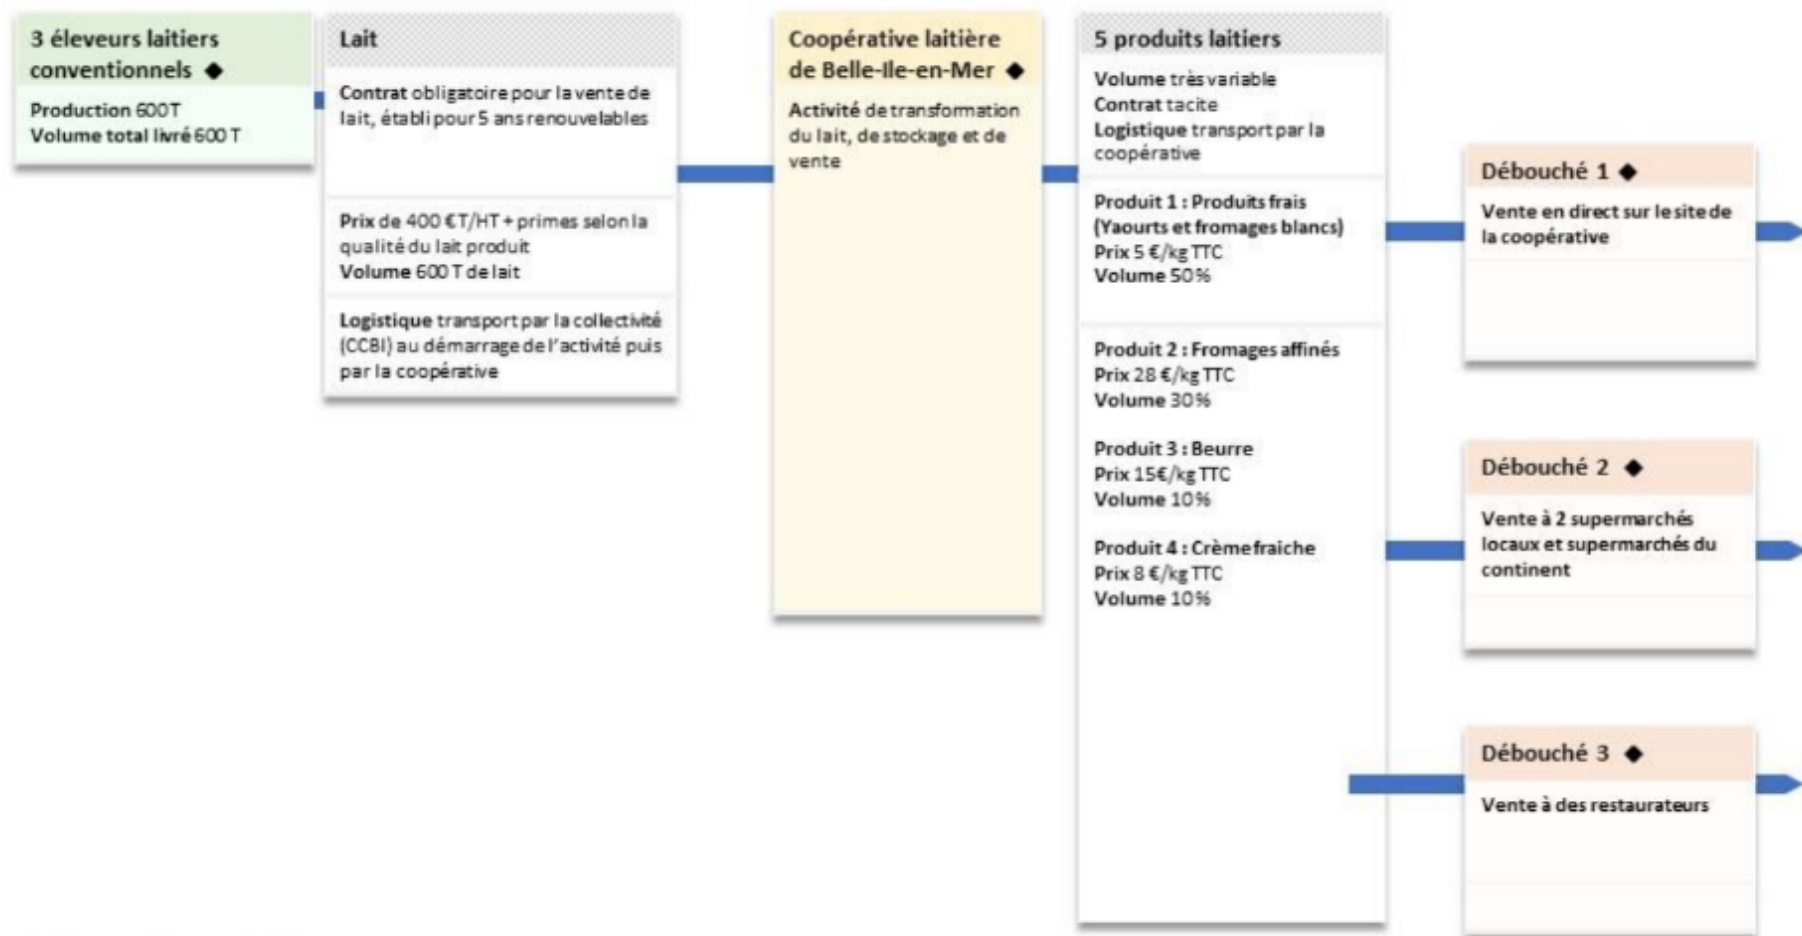 3 éleveurs laitiers
conventionnels ◆
Production 600T
Volume total livré 600 T
Lait
Contrat obligatoire pour la vente de
lait, établi pour 5 ans renouvelables
Prix de 400 €T/HT + primes selon la
qualité du lait produit
Volume 600 T de lait
Logistique transport par la collectivité
(CCBI) au démarrage de l'activité puis
par la coopérative
Coopérative laitière
de Belle-Ile-en-Mer ◆
Activité de transformation
du lait, de stockage et de
vente
5 produits laitiers
Volume très variable
Contrat tacite
Logistique transport par la
coopérative
Produit 1 : Produits frais
(Yaourts et fromages blancs)
Prix 5 €/kg TTC
Volume 50%
Produit 2 : Fromages affinés
Prix 28 €/kg TTC
Volume 30%
Produit 3 : Beurre
Prix 15€/kg TTC
Volume 10%
Produit 4 : Crème fraiche
Prix 8 €/kg TTC
Volume 10%
Débouché 1 ◆
Vente en direct sur le site de
la coopérative
Débouché 2 ◆
Vente à 2 supermarchés
locaux et supermarchés du
continent
Débouché 3 ◆
Vente à des restaurateurs